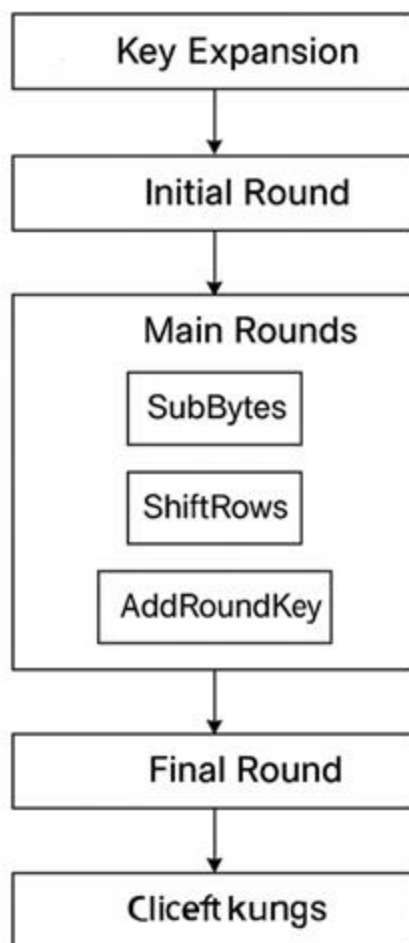 Key Expansion
Initial Round
Main Rounds
SubBytes
ShiftRows
AddRoundKey
Final Round
Cliceft kungs